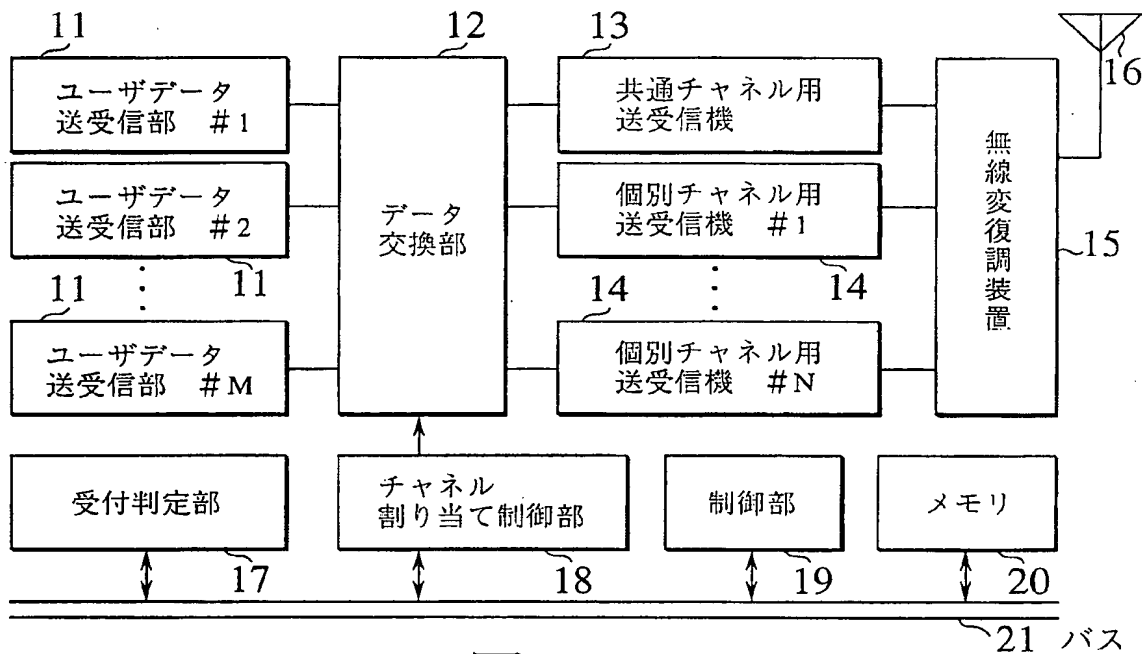 11
12
13
16
ユーザデータ
送受信部 #1
共通チャネル用
送受信機
ユーザデータ
送受信部 #2
11
データ
交換部
個別チャネル用
送受信機 #1
14
無線変復調装置
15
11
ユーザデータ
送受信部 #M
14
個別チャネル用
送受信機 #N
受付判定部
17
チャネル
割り当て制御部
18
制御部
19
メモリ
20
21 バス